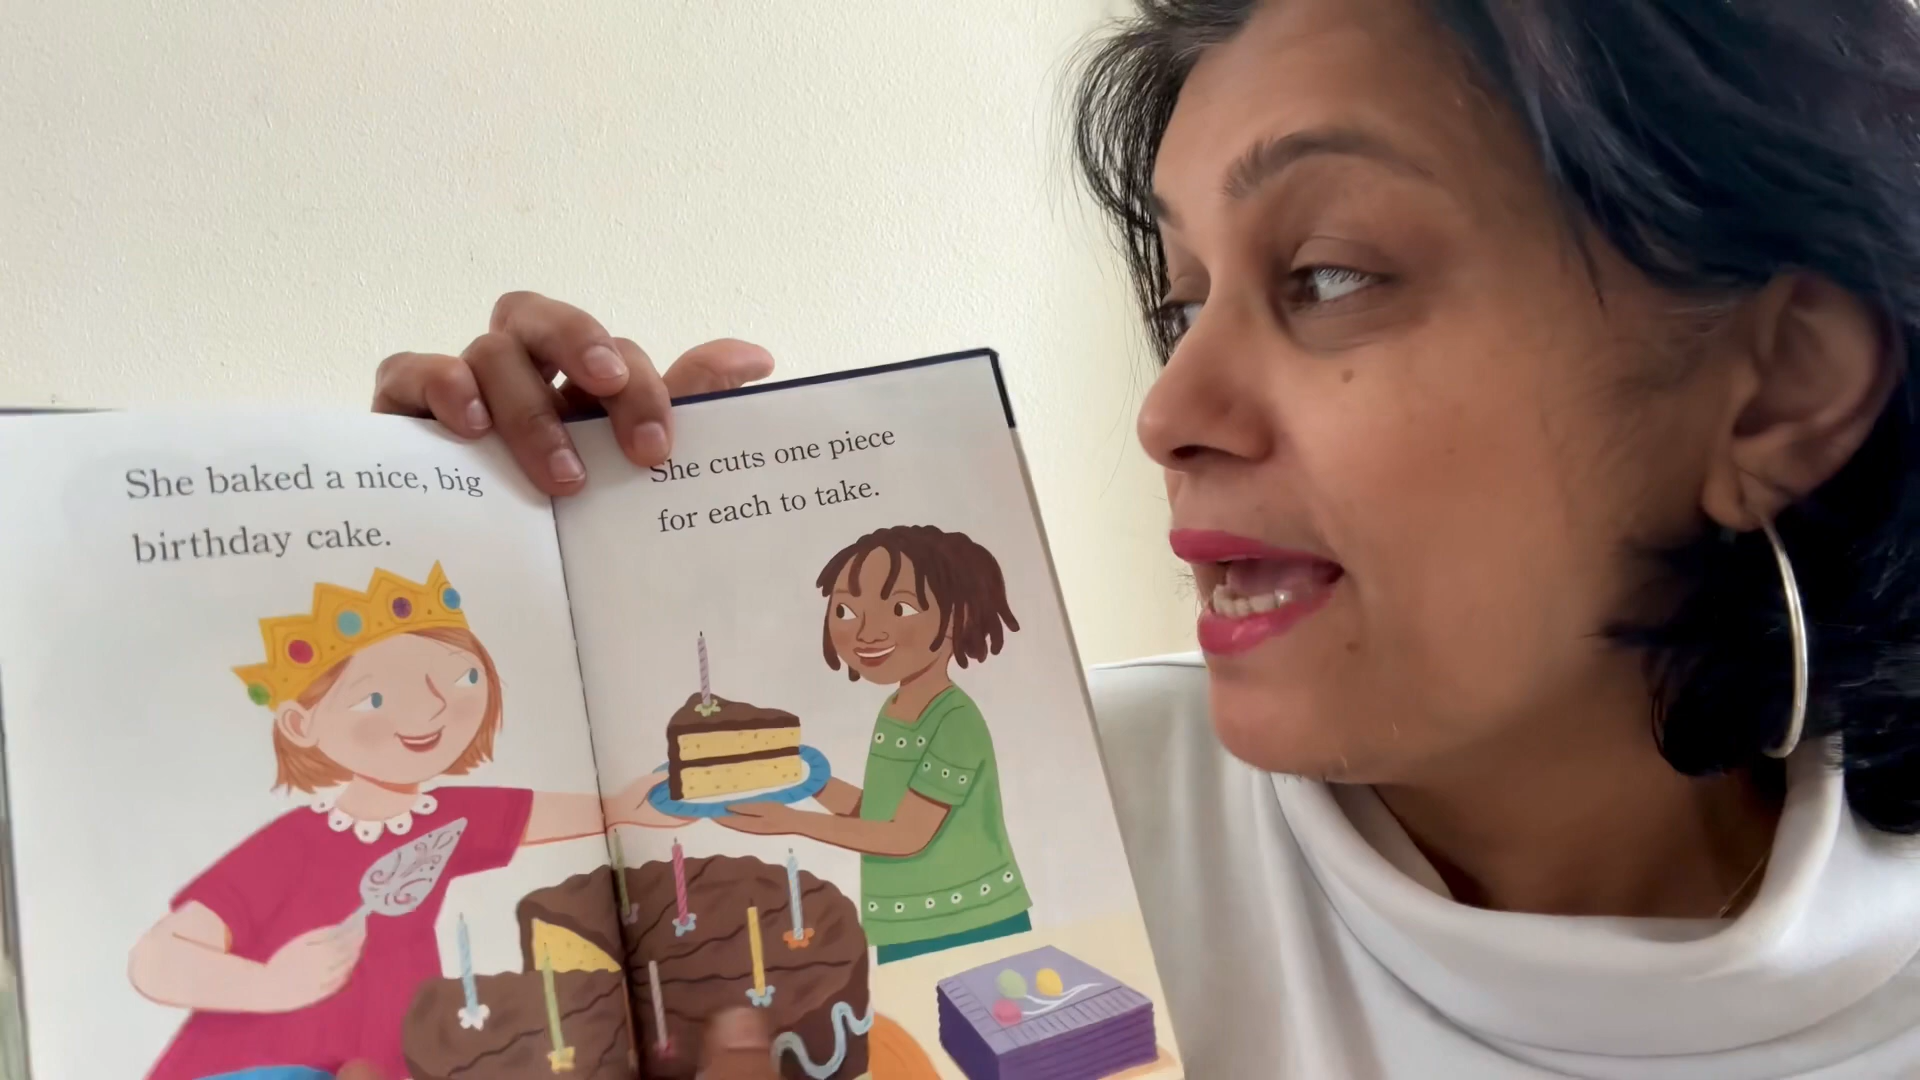 She baked a nice, big
birthday cake.
She cuts one piece
for each to take.